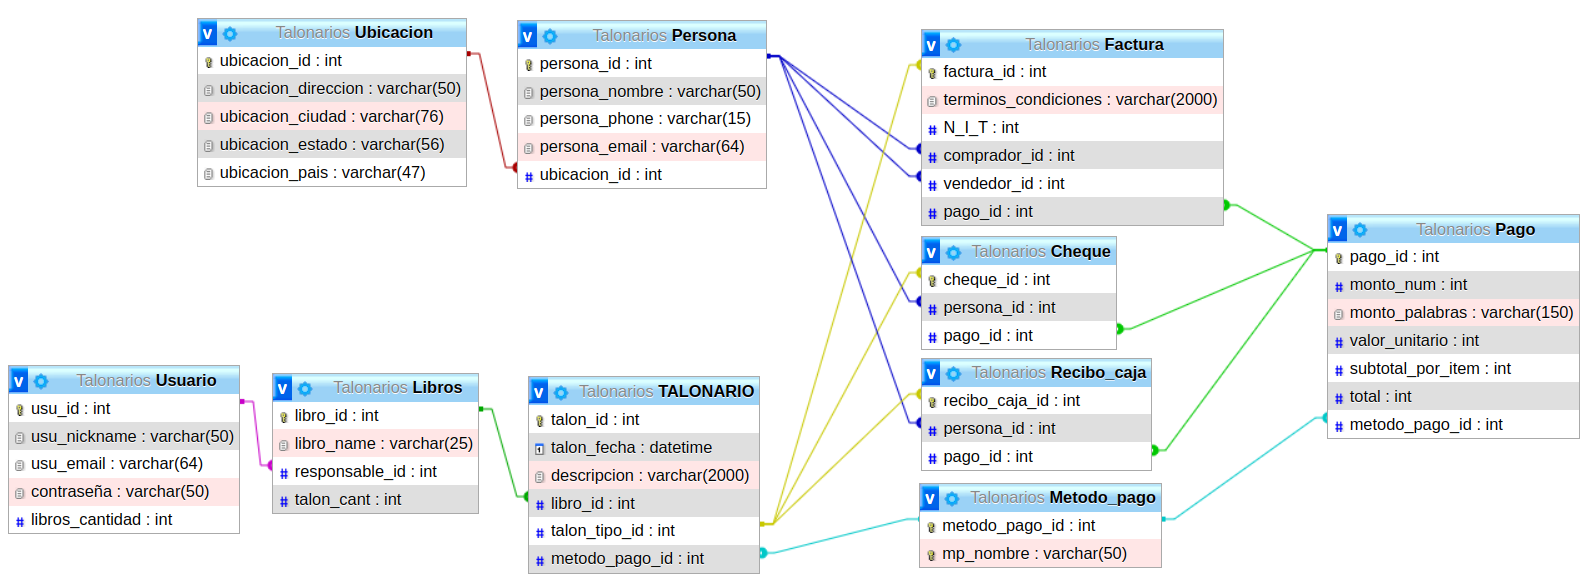 Talonarios Ubicacion
ubicacion_id : int
ubicacion_direccion : varchar(50)
ubicacion_ciudad : varchar(76)
ubicacion_estado : varchar(56)
ubicacion_pais : varchar(47)
v Talonarios Persona
persona_id : int
persona_nombre : varchar(50)
persona_phone : varchar(15)
persona_email : varchar(64)
# ubicacion_id : int
v Talonarios Factura
factura_id : int
terminos_condiciones : varchar(2000)
# N_I_T : int
# comprador_id : int
# vendedor_id : int
# pago_id : int
v Talonarios Cheque
cheque_id : int
# persona_id : int
# pago_id : int
v Talonarios Recibo_caja
recibo_caja_id : int
# persona_id : int
# pago_id : int
v Talonarios Pago
pago_id : int
# monto_num : int
monto_palabras : varchar(150)
# valor_unitario : int
# subtotal_por_item : int
# total : int
# metodo_pago_id : int
v Talonarios Usuario
usu_id : int
usu_nickname : varchar(50)
usu_email : varchar(64)
contraseña : varchar(50)
# libros_cantidad : int
v Talonarios Libros
libro_id : int
libro_name : varchar(25)
# responsable_id : int
# talon_cant : int
v Talonarios TALONARIO
talon_id : int
talon_fecha : datetime
descripcion : varchar(2000)
# libro_id : int
# talon_tipo_id : int
# metodo_pago_id : int
v Talonarios Metodo_pago
metodo_pago_id : int
mp_nombre : varchar(50)